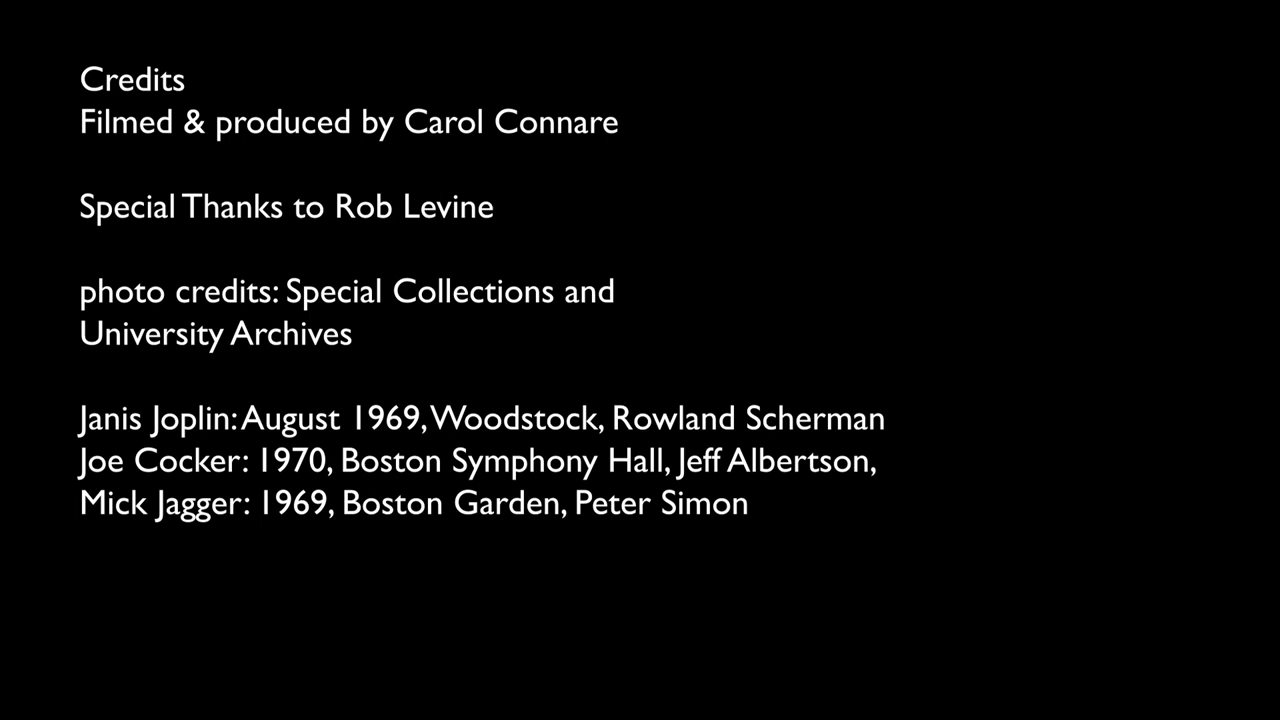 Credits
Filmed & produced by Carol Connare
Special Thanks to Rob Levine
photo credits: Special Collections and
University Archives
Janis Joplin: August 1969, Woodstock, Rowland Scherman
Joe Cocker: 1970, Boston Symphony Hall, Jeff Albertson,
Mick Jagger: 1969, Boston Garden, Peter Simon